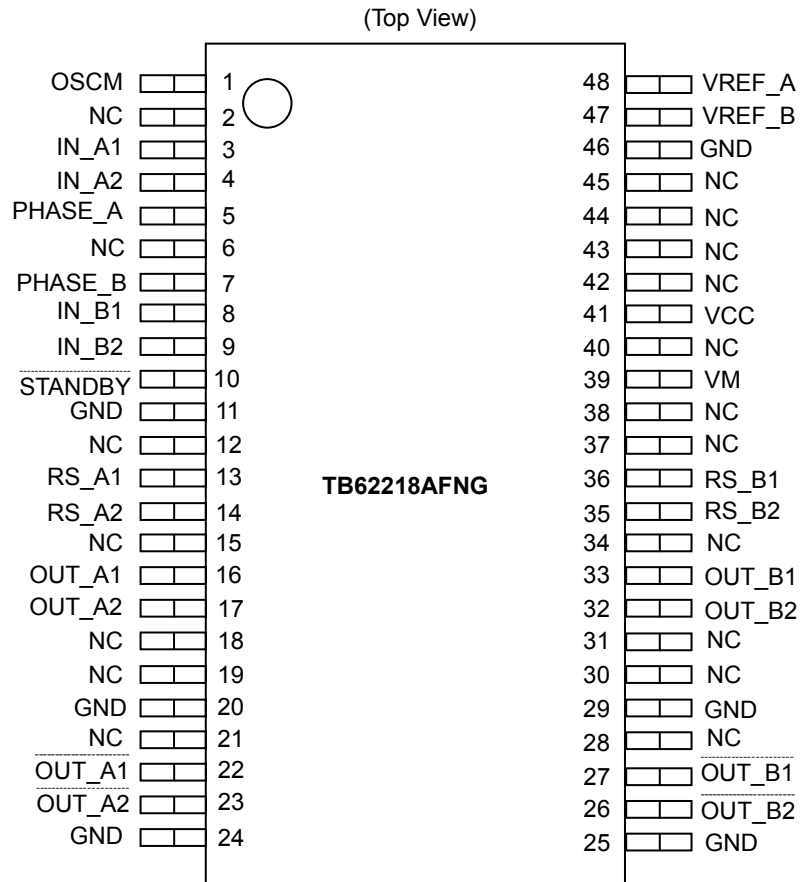 (Top View)
OSCM 1 48 VREF_A
NC 2 47 VREF_B
IN_A1 3 46 GND
IN_A2 4 45 NC
PHASE_A 5 44 NC
NC 6 43 NC
PHASE_B 7 42 NC
IN_B1 8 41 VCC
IN_B2 9 40 NC
STANDBY 10 39 VM
GND 11 38 NC
NC 12 37 NC
RS_A1 13 36 RS_B1
TB62218AFNG
RS_A2 14 35 RS_B2
NC 15 34 NC
OUT_A1 16 33 OUT_B1
OUT_A2 17 32 OUT_B2
NC 18 31 NC
NC 19 30 NC
GND 20 29 GND
NC 21 28 NC
OUT_A1 22 27 OUT_B1
OUT_A2 23 26 OUT_B2
GND 24 25 GND